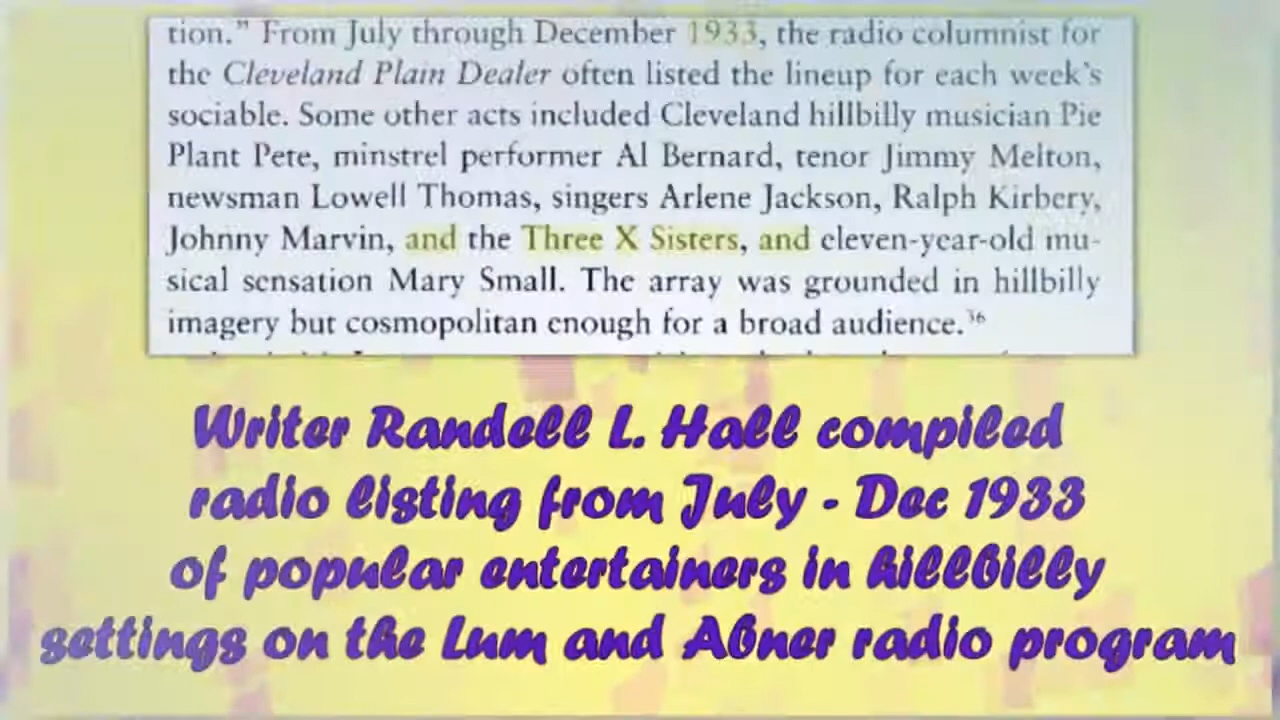 tion.” From July through December 1933, the radio columnist for
the Cleveland Plain Dealer often listed the lineup for each week’s
sociable. Some other acts included Cleveland hillbilly musician Pie
Plant Pete, minstrel performer Al Bernard, tenor Jimmy Melton,
newsman Lowell Thomas, singers Arlene Jackson, Ralph Kirbery,
Johnny Marvin, and the Three X Sisters, and eleven-year-old mu-
sical sensation Mary Small. The array was grounded in hillbilly
imagery but cosmopolitan enough for a broad audience.36
Writer Randell L. Hall compiled
radio listing from July - Dec 1933
of popular entertainers in hillbilly
settings on the Lum and Abner radio program